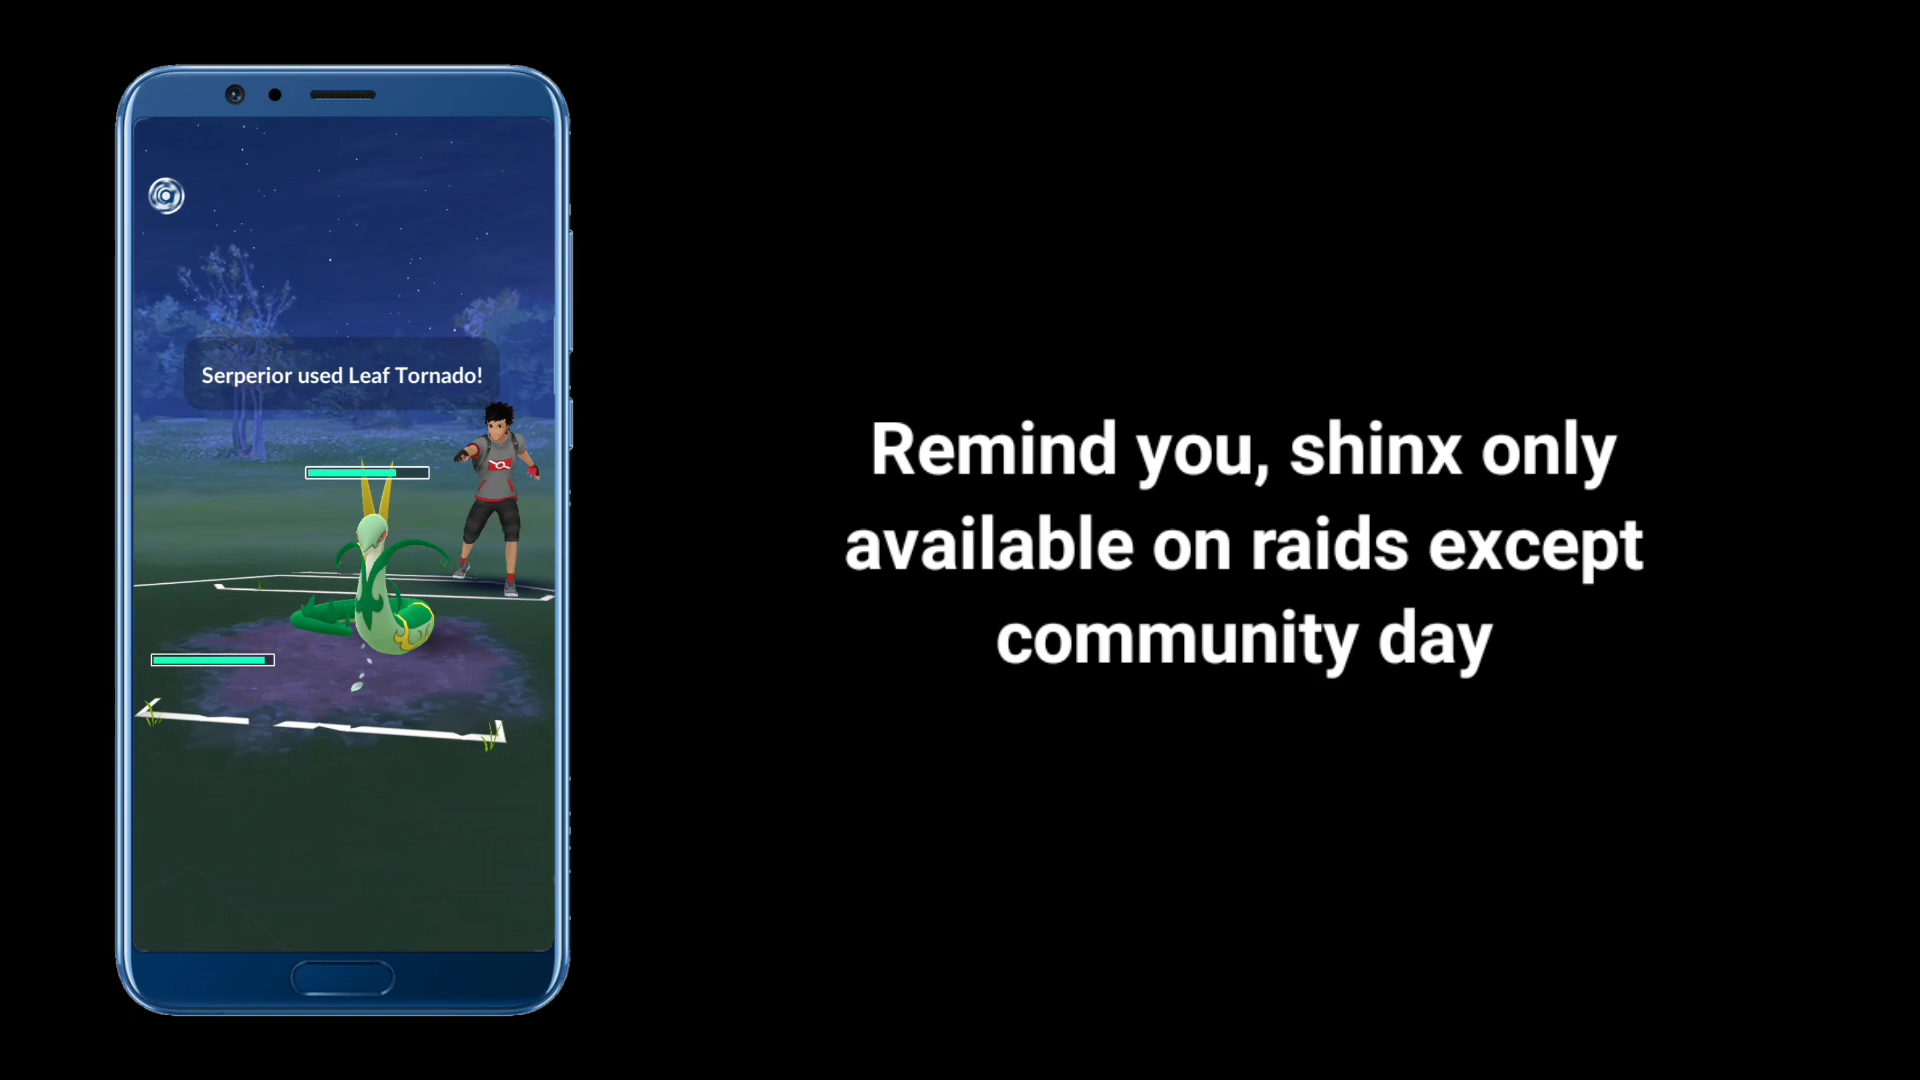 Serperior used Leaf Tornado!
Remind you, shinx only
available on raids except
community day